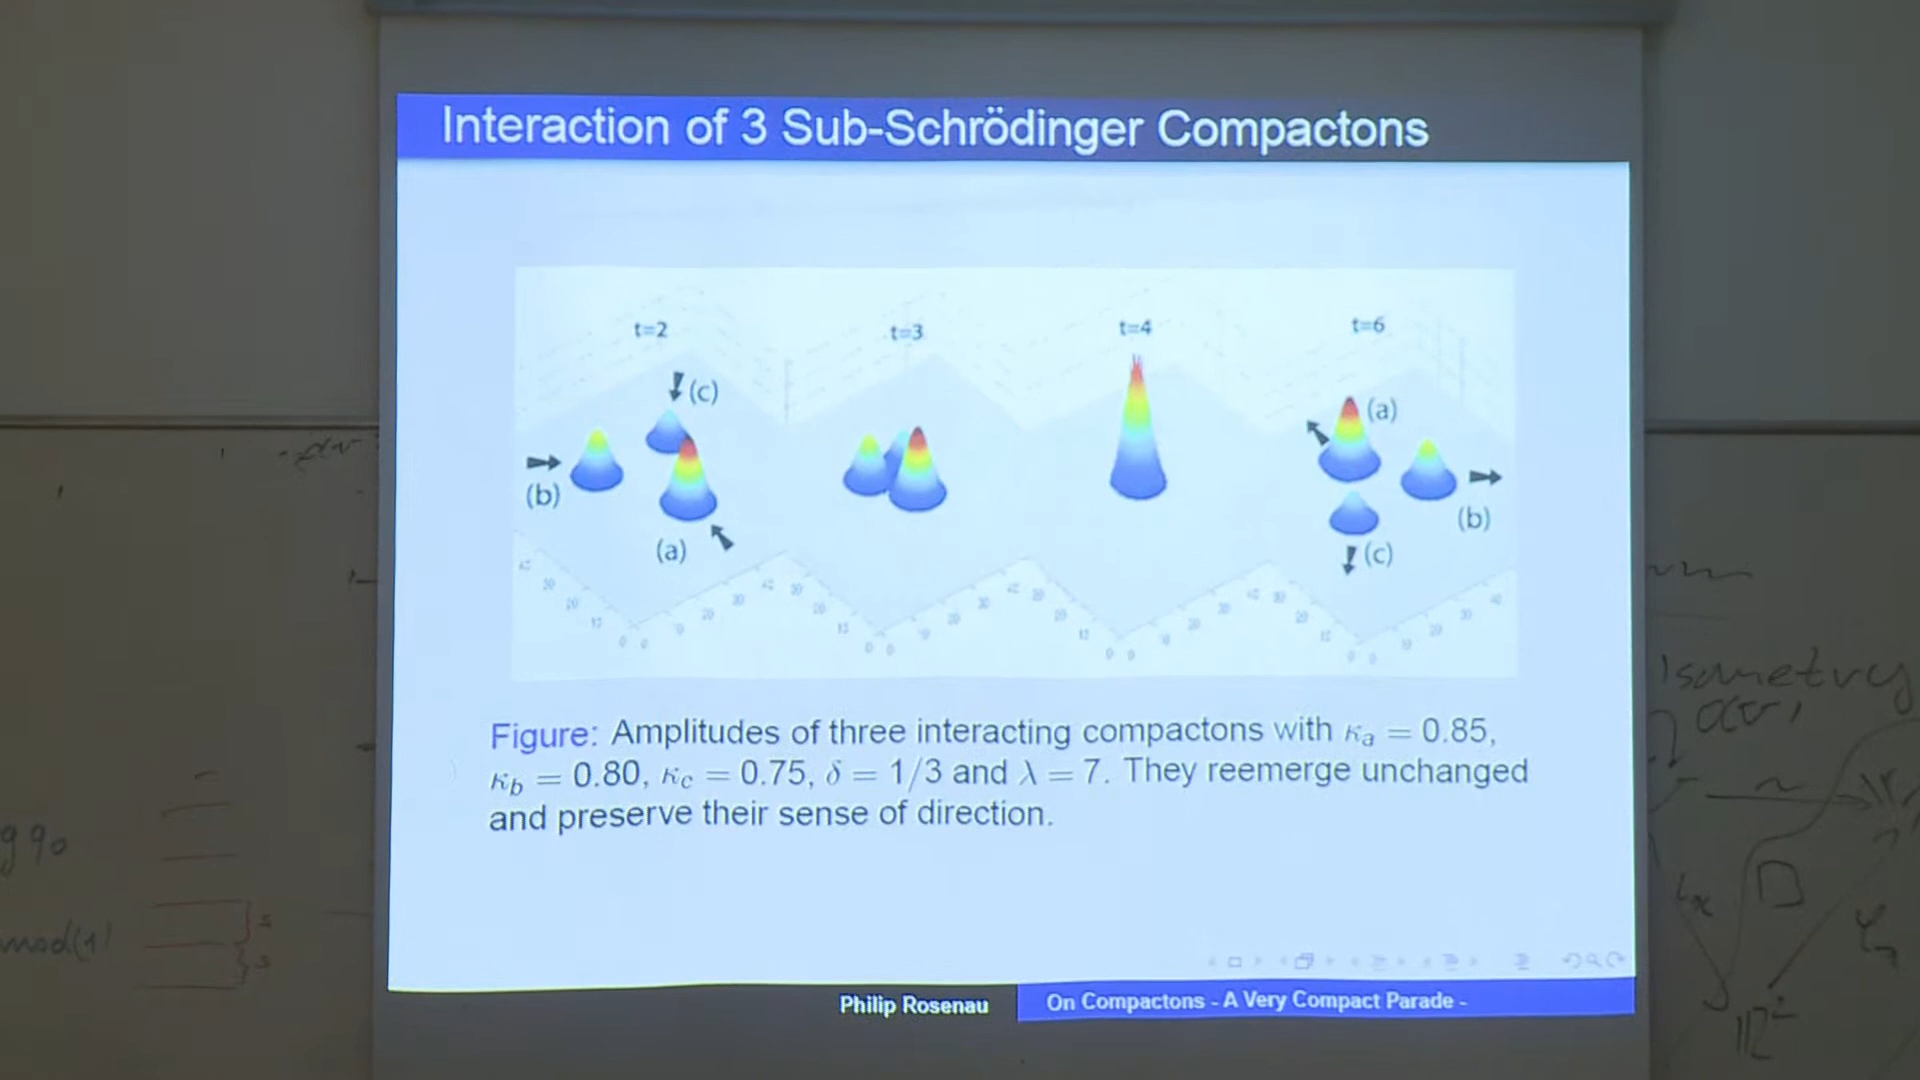 Interaction of 3 Sub-Schrödinger Compactons
t=2
t=3
t=4
t=6
(c)
(b)
(a)
(a)
(b)
(c)
Figure: Amplitudes of three interacting compactons with κa = 0.85,
κb = 0.80, κc = 0.75, δ = 1/3 and λ = 7. They reemerge unchanged
and preserve their sense of direction.
Philip Rosenau
On Compactons - A Very Compact Parade -
Isometry
mod(1)